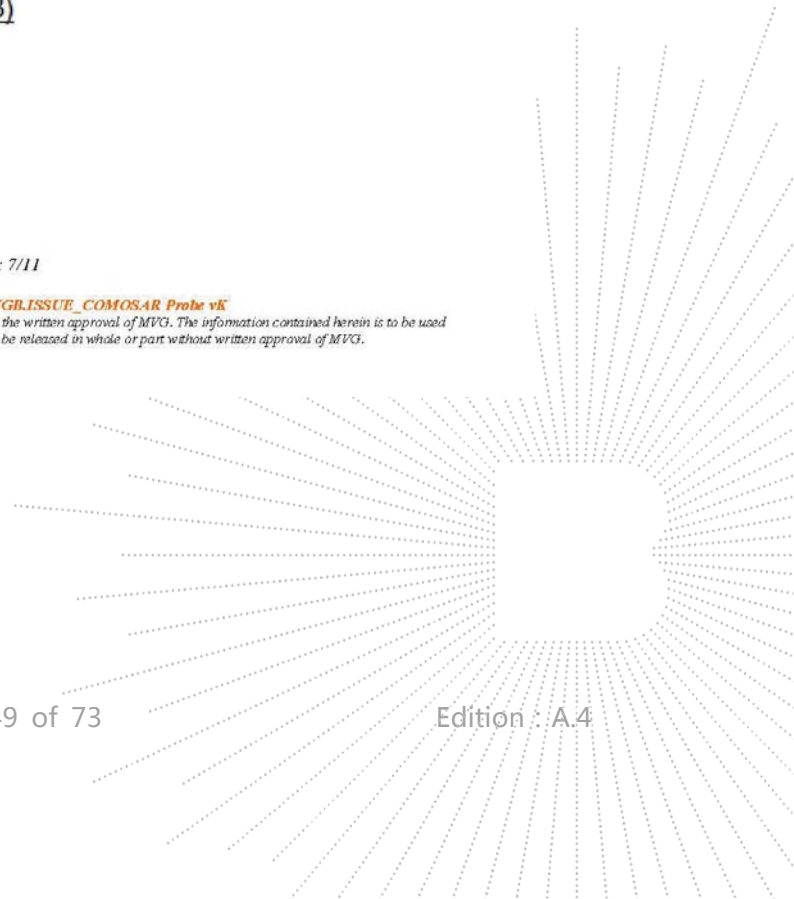 : 7/11
GB.ISSUE_COMOSAR Probe vK
the written approval of MVG. The information contained herein is to be used
be released in whole or part without written approval of MVG.
9 of 73
Edition : A.4